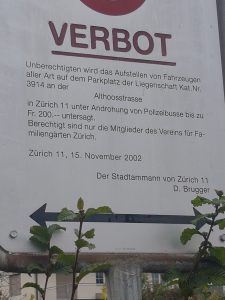 VERBOT
Unberechtigten wird das Aufstellen von Fahrzeugen
aller Art auf dem Parkplatz der Liegenschaft Kat.Nr.
3914 an der
Althoosstrasse
in Zürich 11 unter Androhung von Polizeibusse bis zu
Fr. 200.-- untersagt.
Berechtigt sind nur die Mitglieder des Vereins für Fa-
miliengärten Zürich.
Zürich 11, 15. November 2002
Der Stadtammann von Zürich 11
D. Brugger